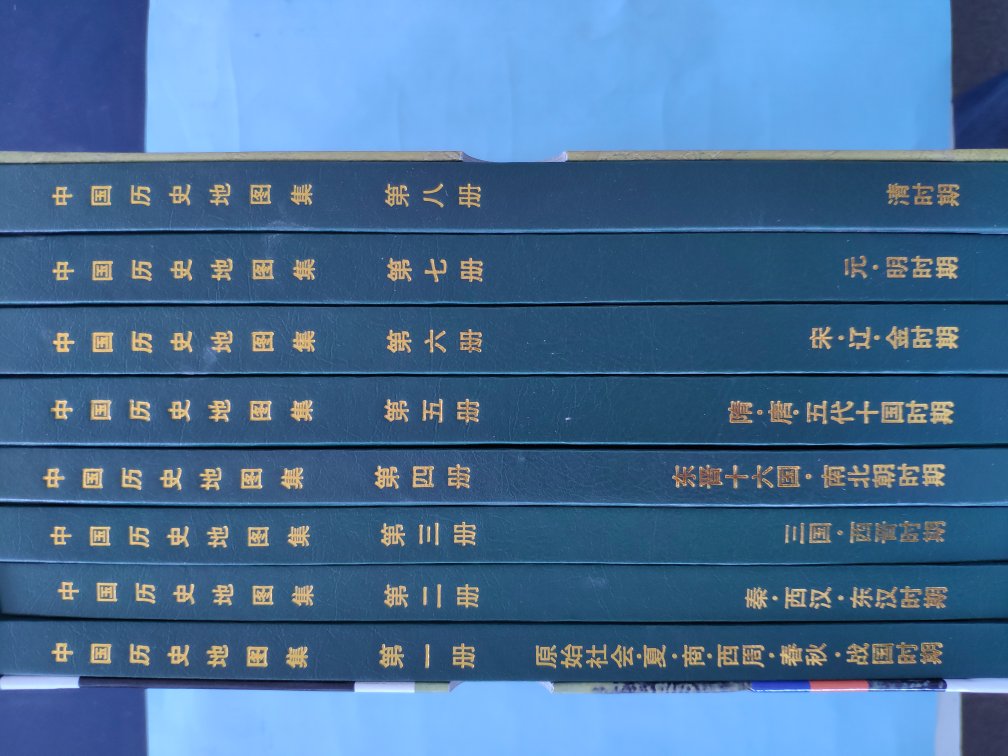 中国历史地图集 第八册 清时期
中国历史地图集 第七册 元·明时期
中国历史地图集 第六册 宋·辽·金时期
中国历史地图集 第五册 隋·唐·五代十国时期
中国历史地图集 第四册 东晋十六国·南北朝时期
中国历史地图集 第三册 三国·西晋时期
中国历史地图集 第二册 秦·西汉·东汉时期
中国历史地图集 第一册 原始社会·夏·商·西周·春秋·战国时期